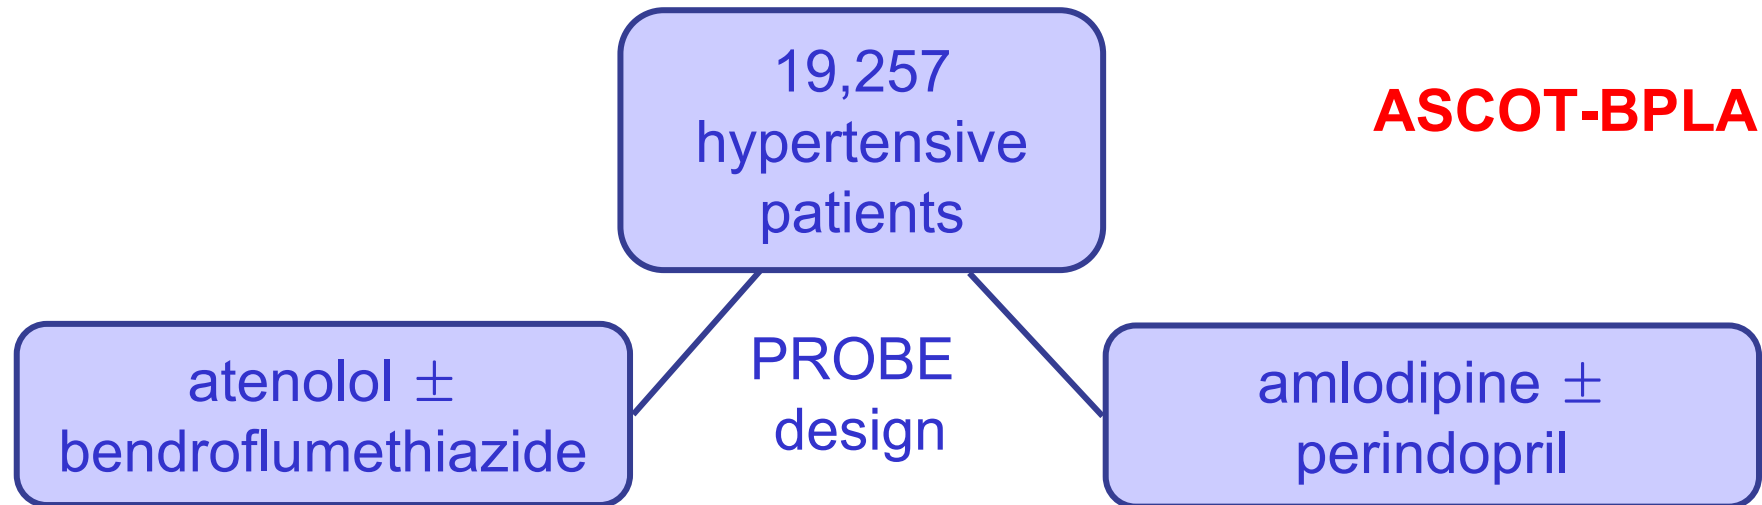 19,257
hypertensive
patients
ASCOT-BPLA
atenolol ±
bendroflumethiazide
PROBE
design
amlodipine ±
perindopril